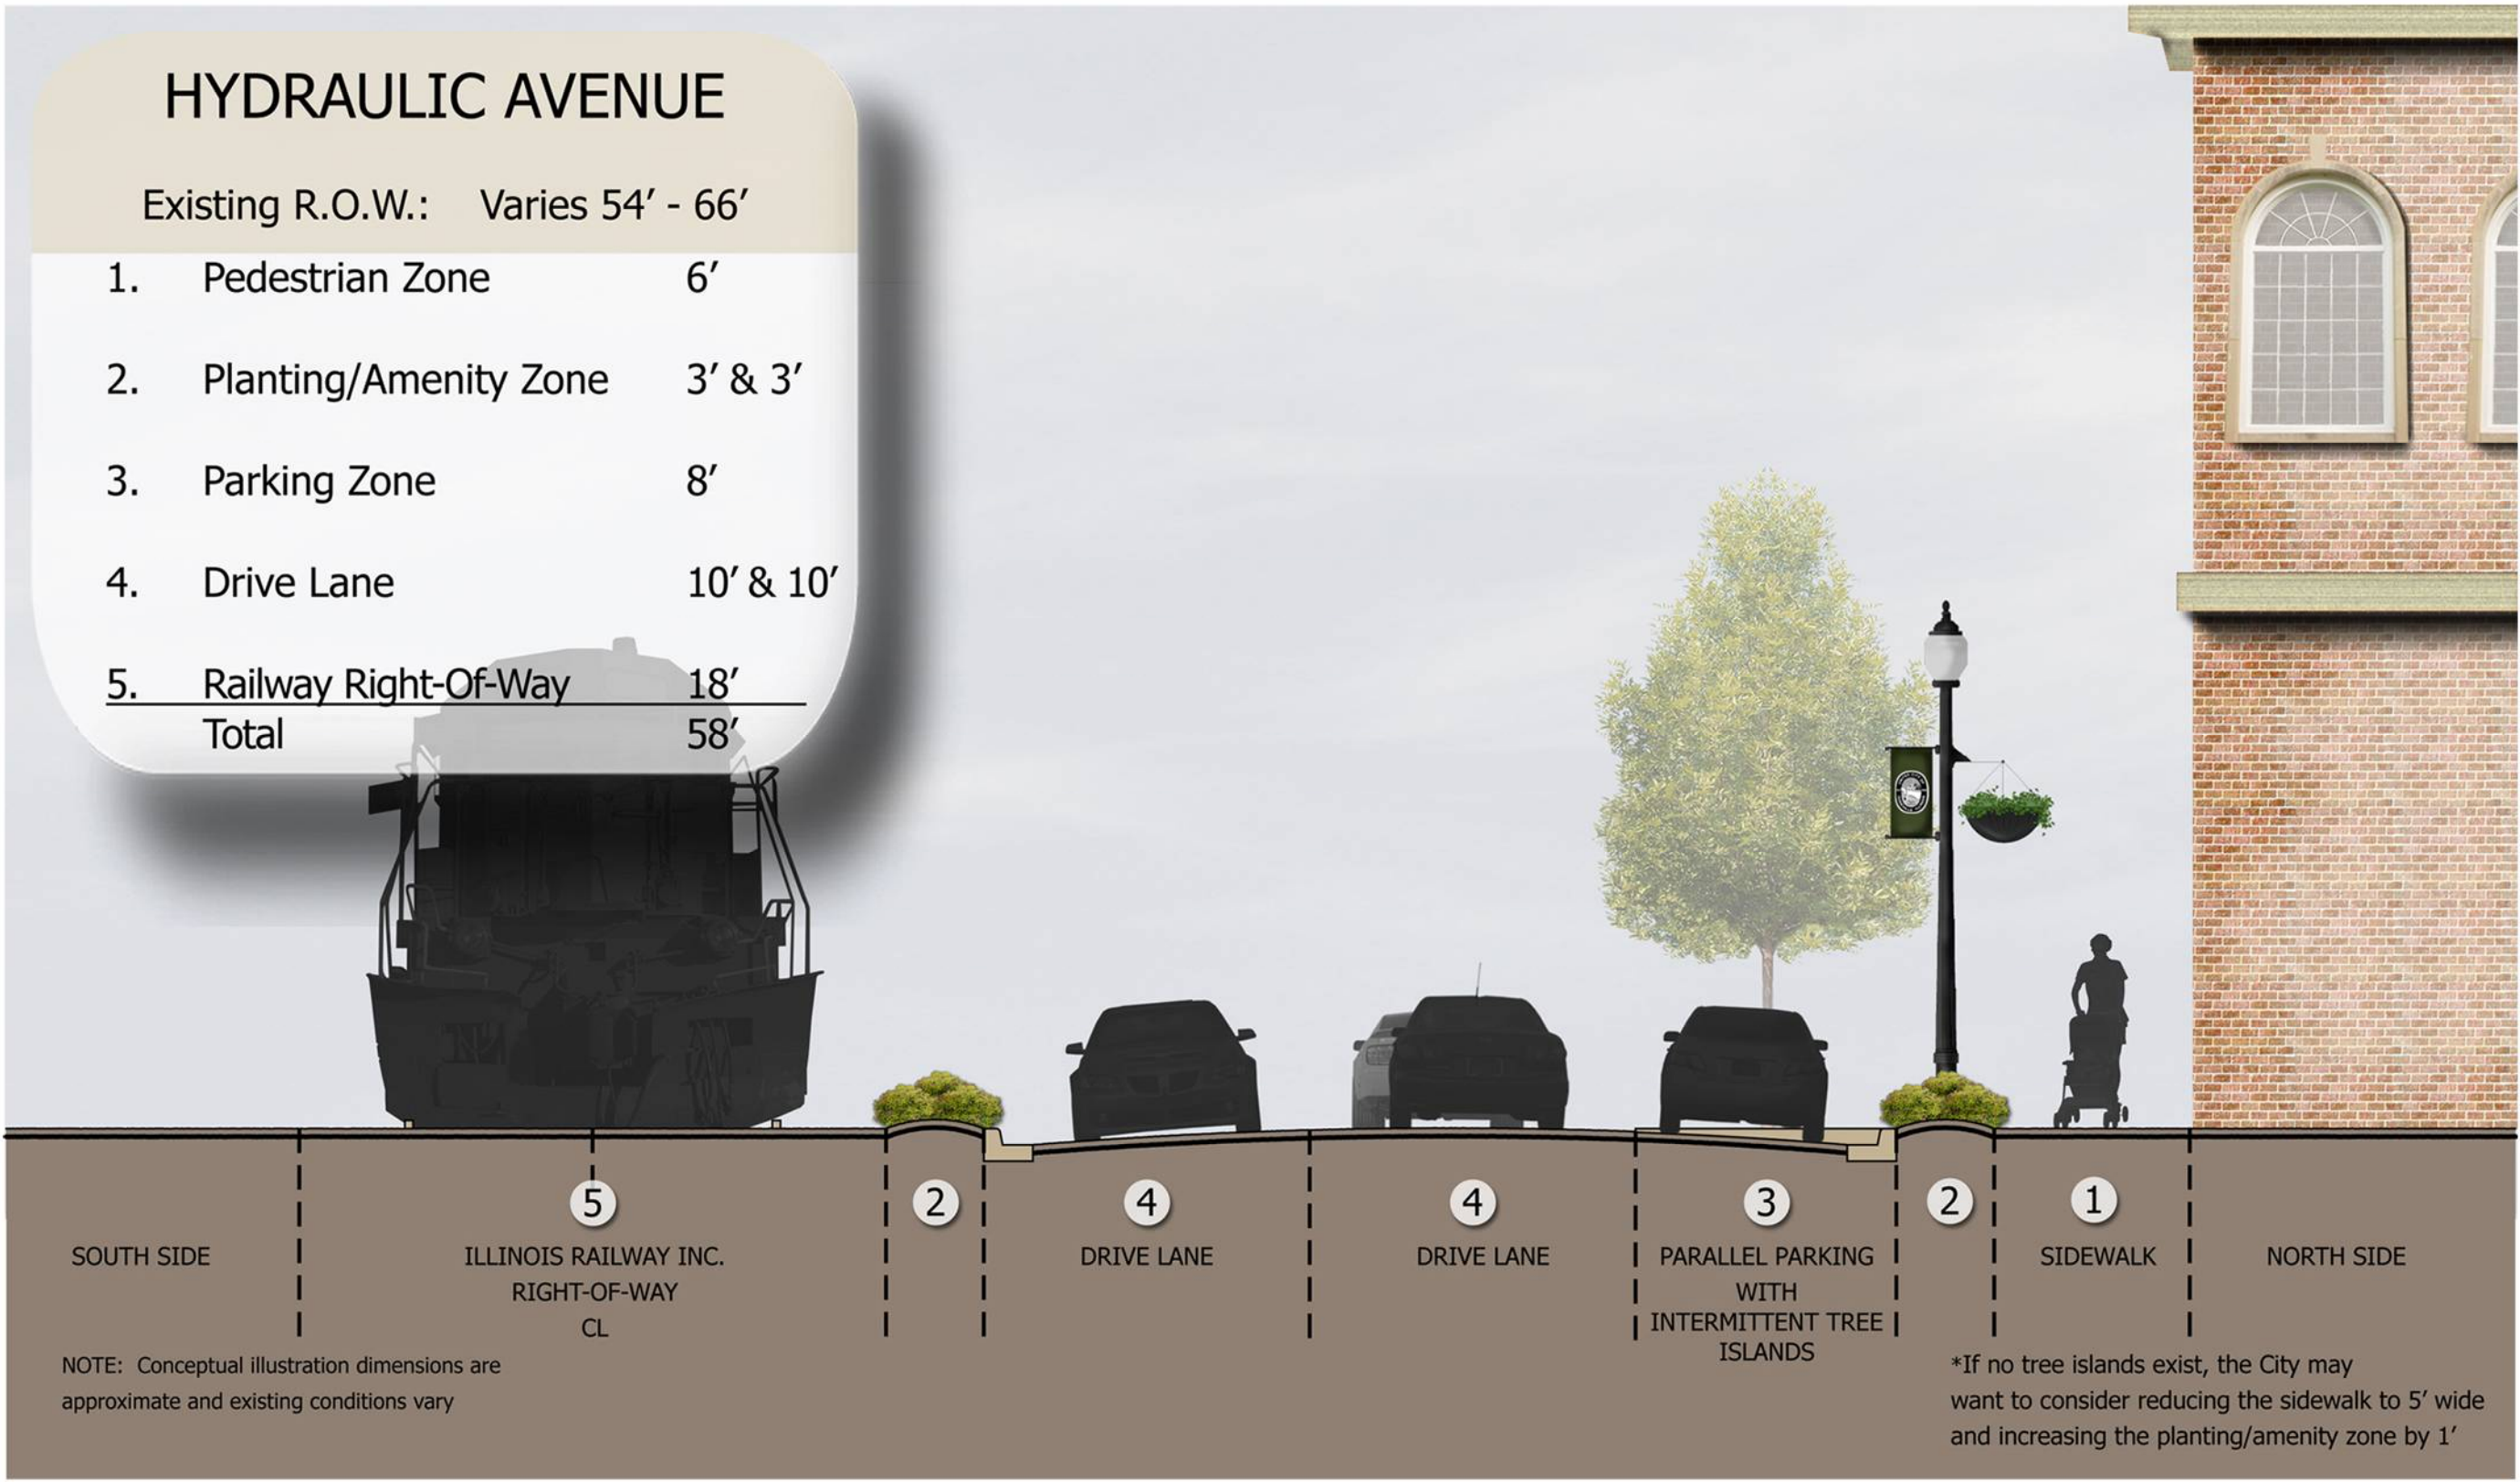 HYDRAULIC AVENUE
Existing R.O.W.: Varies 54′ - 66′
1. Pedestrian Zone 6′
2. Planting/Amenity Zone 3′ & 3′
3. Parking Zone 8′
4. Drive Lane 10′ & 10′
5. Railway Right-Of-Way 18′
Total 58′
5 2 4 4 3 2 1
SOUTH SIDE
ILLINOIS RAILWAY INC.
RIGHT-OF-WAY
CL
DRIVE LANE
DRIVE LANE
PARALLEL PARKING
WITH
INTERMITTENT TREE
ISLANDS
SIDEWALK
NORTH SIDE
NOTE: Conceptual illustration dimensions are
approximate and existing conditions vary
*If no tree islands exist, the City may
want to consider reducing the sidewalk to 5′ wide
and increasing the planting/amenity zone by 1′